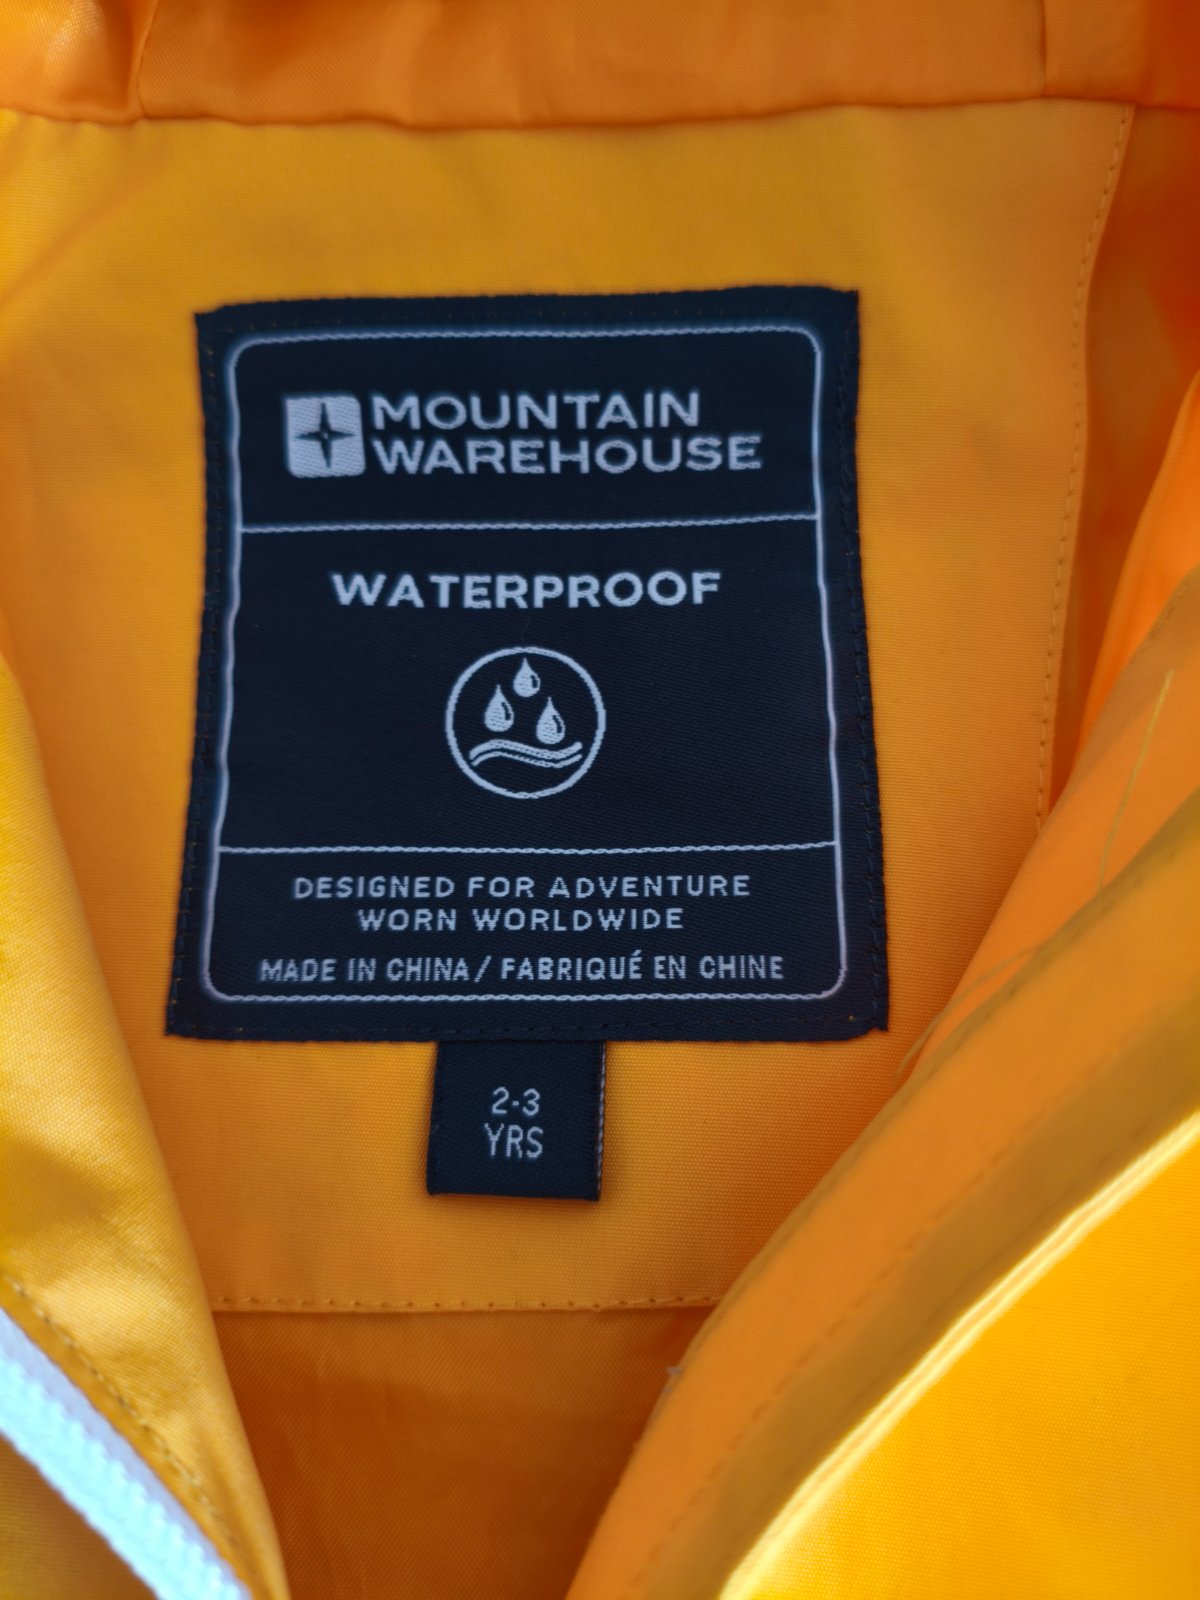 MOUNTAIN
WAREHOUSE
WATERPROOF
DESIGNED FOR ADVENTURE
WORN WORLDWIDE
MADE IN CHINA / FABRIQUÉ EN CHINE
2-3
YRS